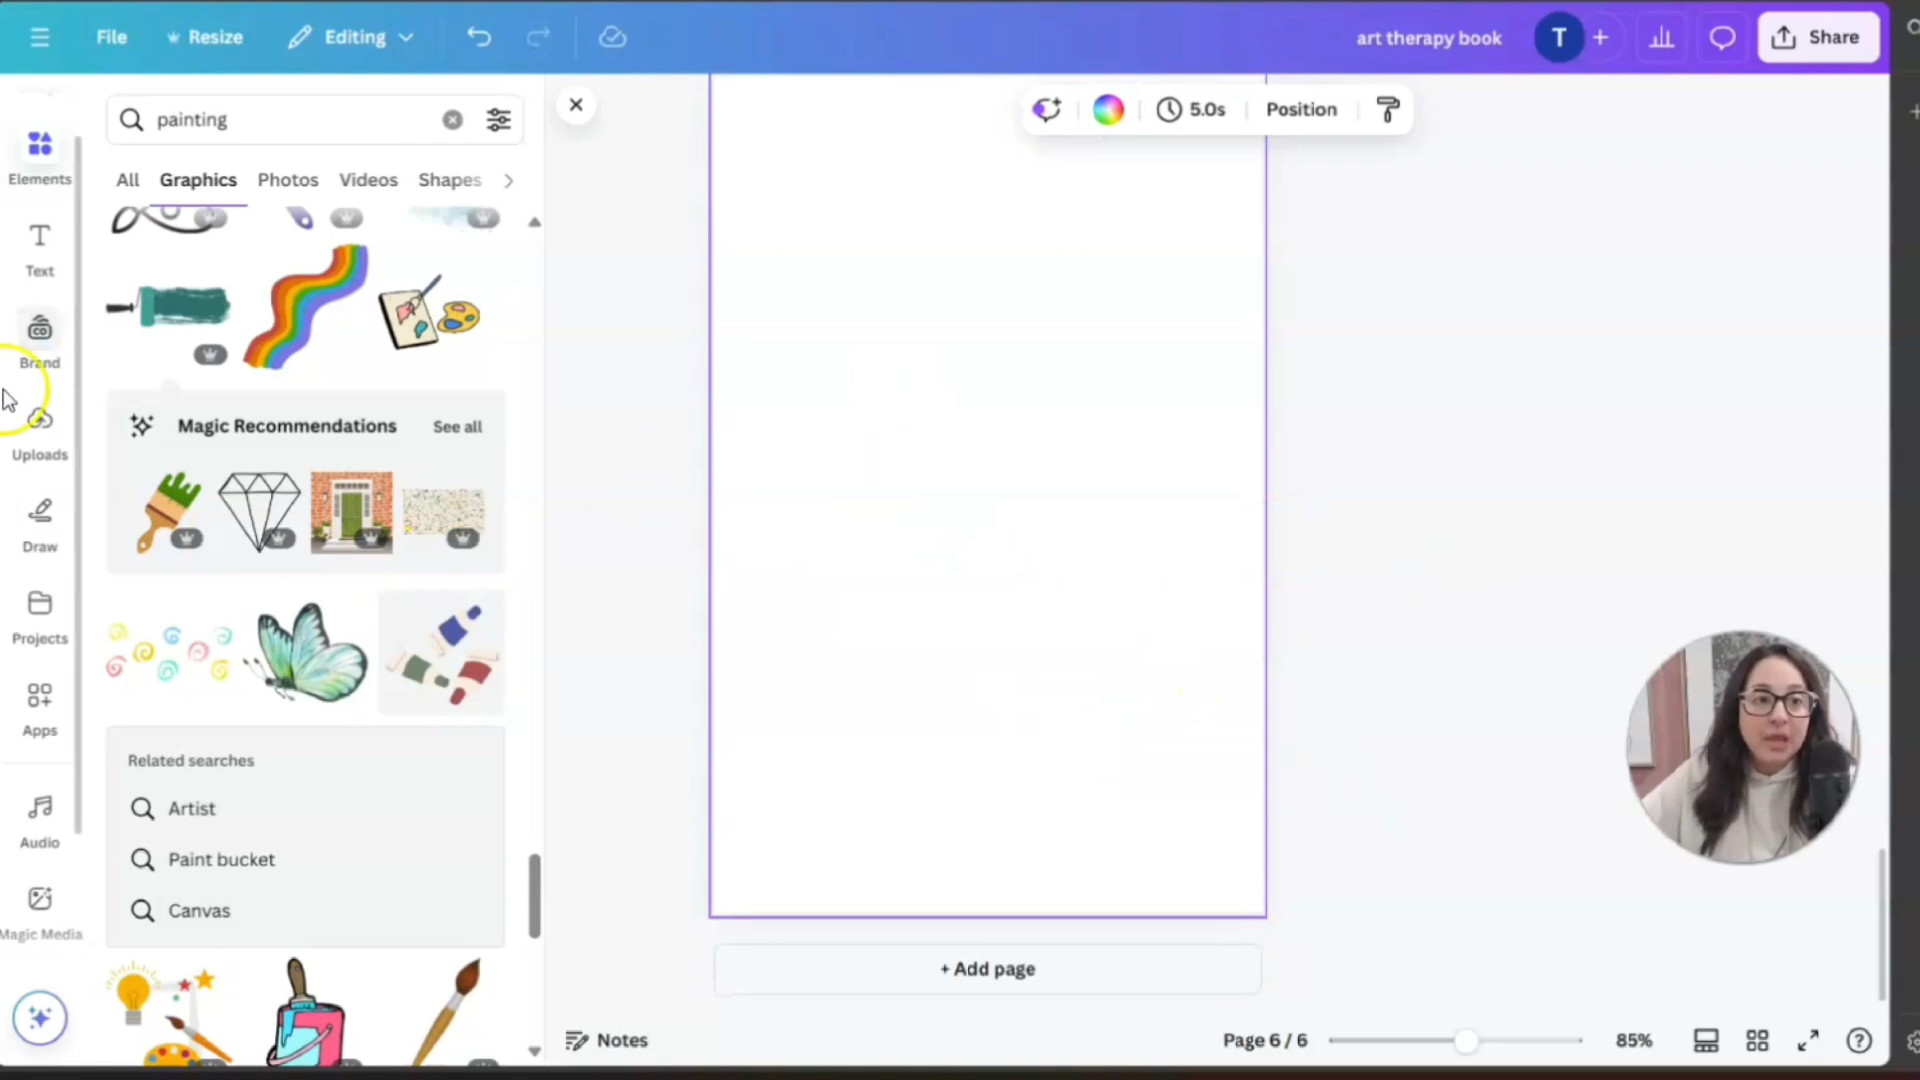 File
Resize
Editing
art therapy book
T
Share
painting
5.0s
Position
Elements
All
Graphics
Photos
Videos
Shapes
Text
Brand
CO
Magic Recommendations
See all
Uploads
Draw
Projects
Apps
Related searches
Artist
Paint bucket
Canvas
Audio
Magic Media
+ Add page
Notes
Page 6 / 6
85%